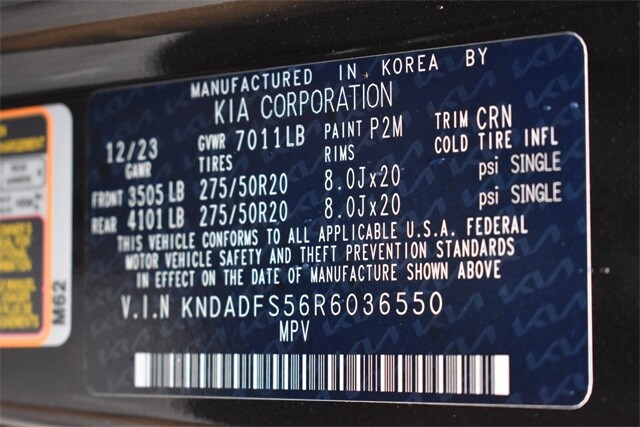 MANUFACTURED IN KOREA BY
KIA CORPORATION
12/23 GVWR 7011LB PAINT P2M TRIM CRN
GAWR TIRES RIMS COLD TIRE INFL
FRONT 3505 LB 275/50R20 8.0Jx20 psi SINGLE
REAR 4101 LB 275/50R20 8.0Jx20 psi SINGLE
THIS VEHICLE CONFORMS TO ALL APPLICABLE U.S.A. FEDERAL
MOTOR VEHICLE SAFETY AND THEFT PREVENTION STANDARDS
IN EFFECT ON THE DATE OF MANUFACTURE SHOWN ABOVE
V.I.N KNDADFS56R6036550
MPV
M62